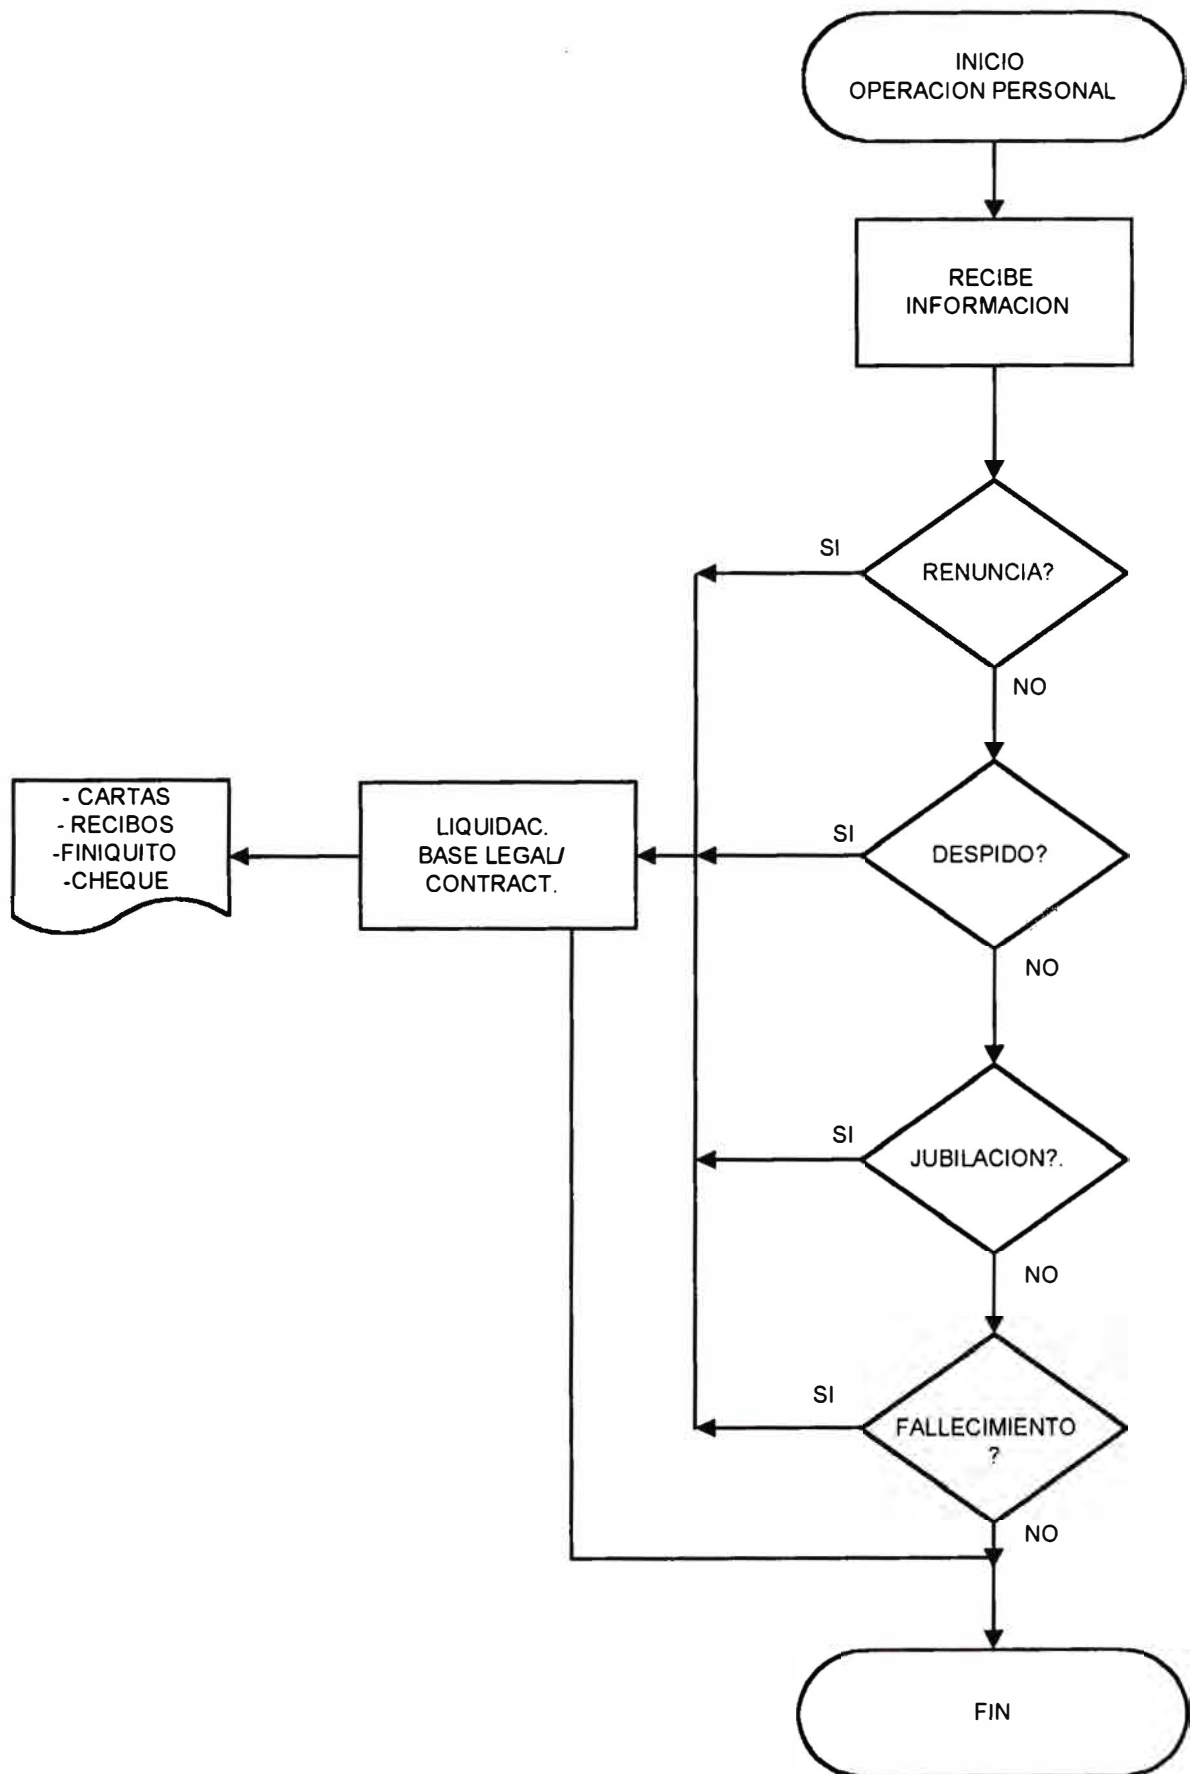 INICIO
OPERACION PERSONAL
RECIBE
INFORMACION
SI
RENUNCIA?
NO
- CARTAS
- RECIBOS
-FINIQUITO
-CHEQUE
LIQUIDAC.
BASE LEGAL/
CONTRACT.
SI
DESPIDO?
NO
SI
JUBILACION?.
NO
SI
FALLECIMIENTO
?
NO
FIN